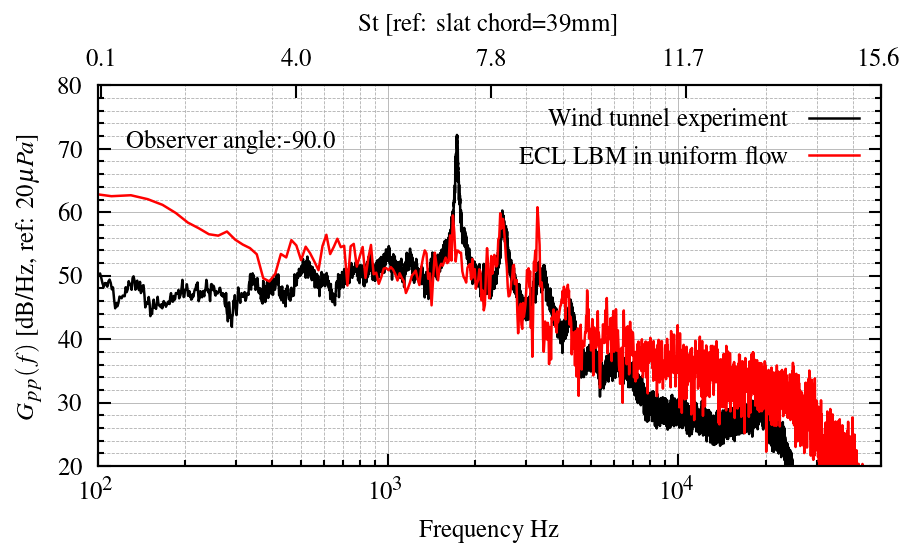 St [ref: slat chord=39mm]
0.1 4.0 7.8 11.7 15.6
80
Wind tunnel experiment
Observer angle:-90.0
70
ECL LBM in uniform flow
60
50
40
30
20
G_{pp}(f) [dB/Hz, ref: 20μPa]
10^2 10^3 10^4
Frequency Hz